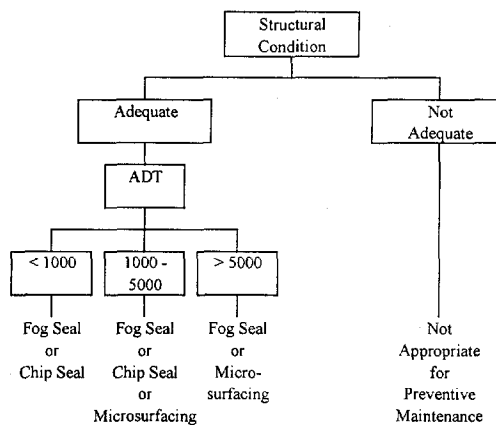 Structural
Condition
Adequate
Not
Adequate
ADT
< 1000
1000 -
5000
> 5000
Fog Seal
or
Chip Seal
Fog Seal
or
Chip Seal
or
Microsurfacing
Fog Seal
or
Micro-
surfacing
Not
Appropriate
for
Preventive
Maintenance